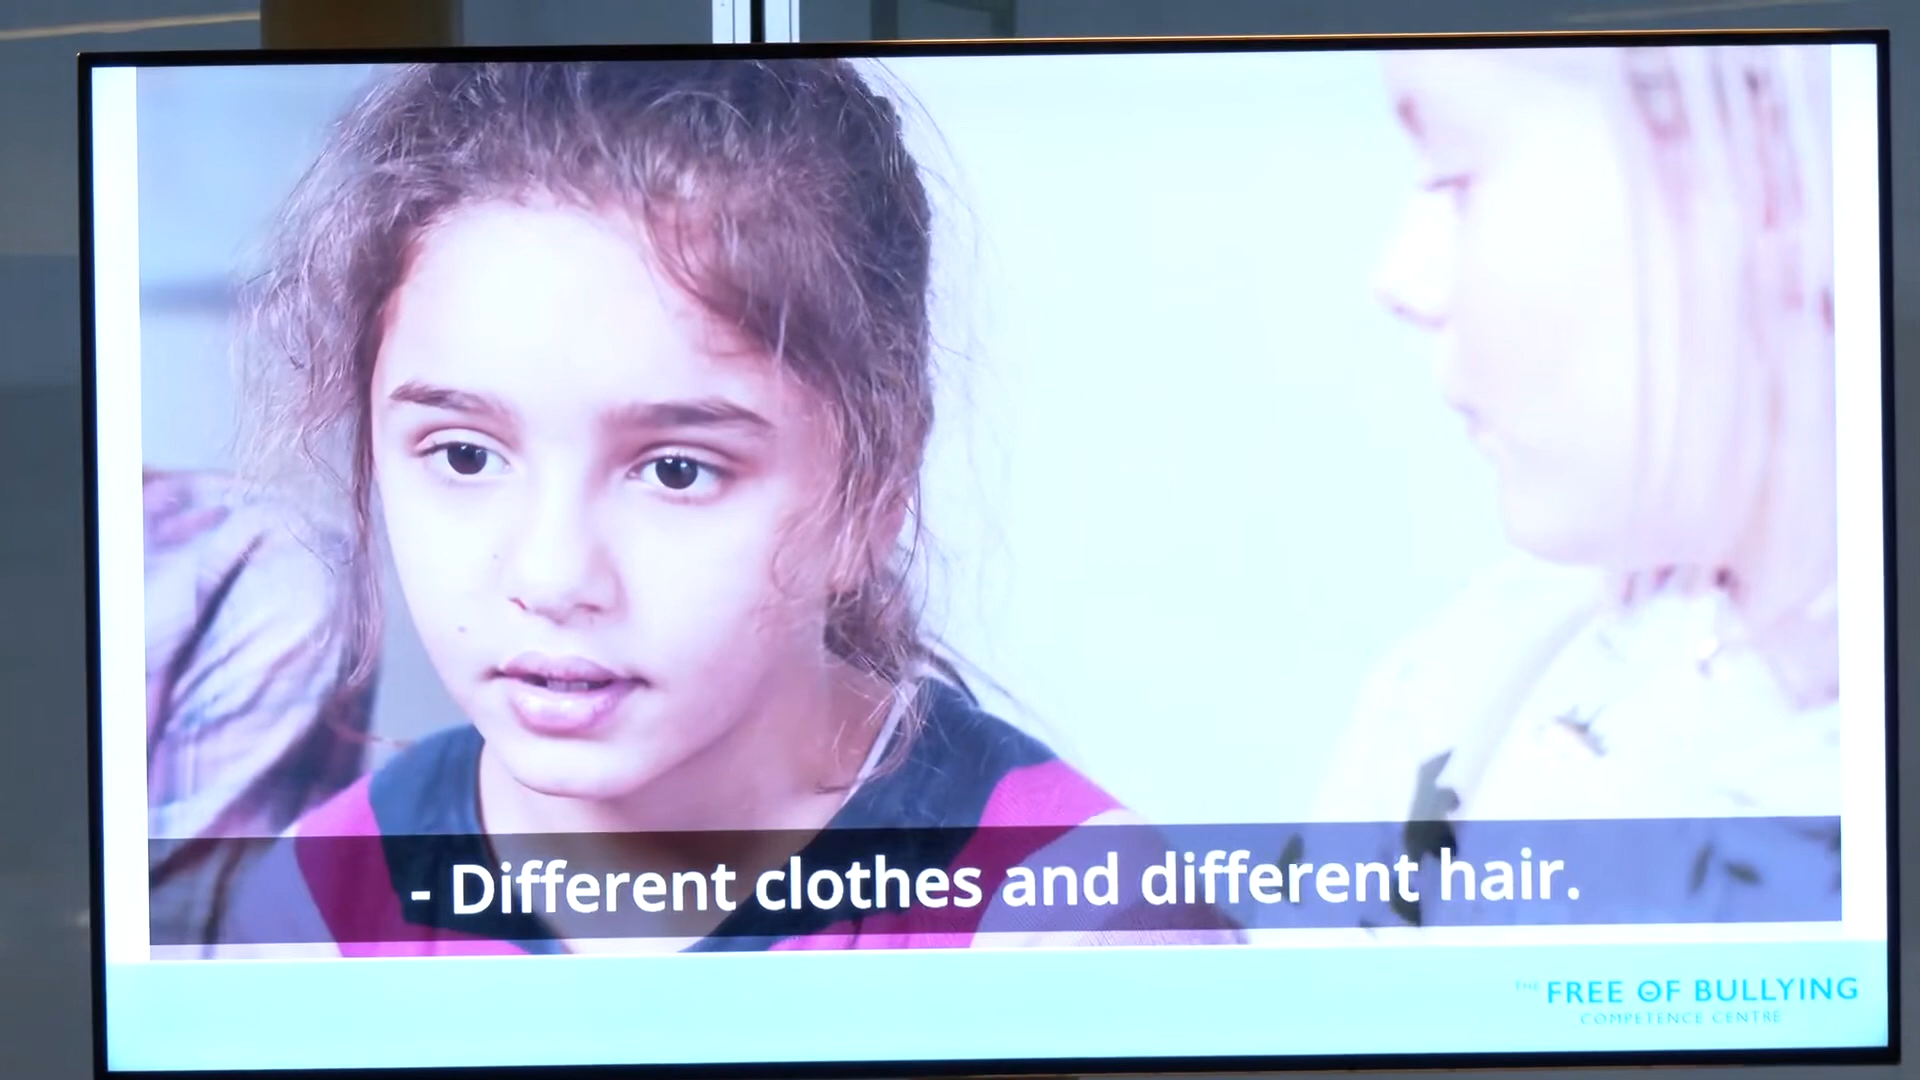 - Different clothes and different hair.
THE FREE OF BULLYING
COMPETENCE CENTRE